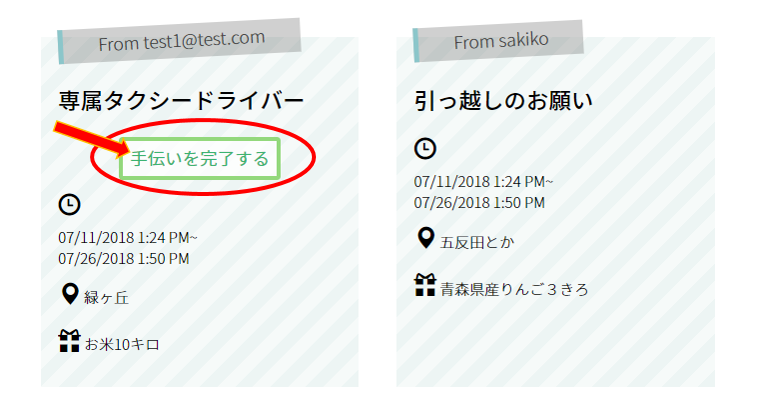 From test1@test.com
専属タクシードライバー
手伝いを完了する
07/11/2018 1:24 PM~
07/26/2018 1:50 PM
緑ヶ丘
お米10キロ
From sakiko
引っ越しのお願い
07/11/2018 1:24 PM~
07/26/2018 1:50 PM
五反田とか
青森県産りんご３きろ